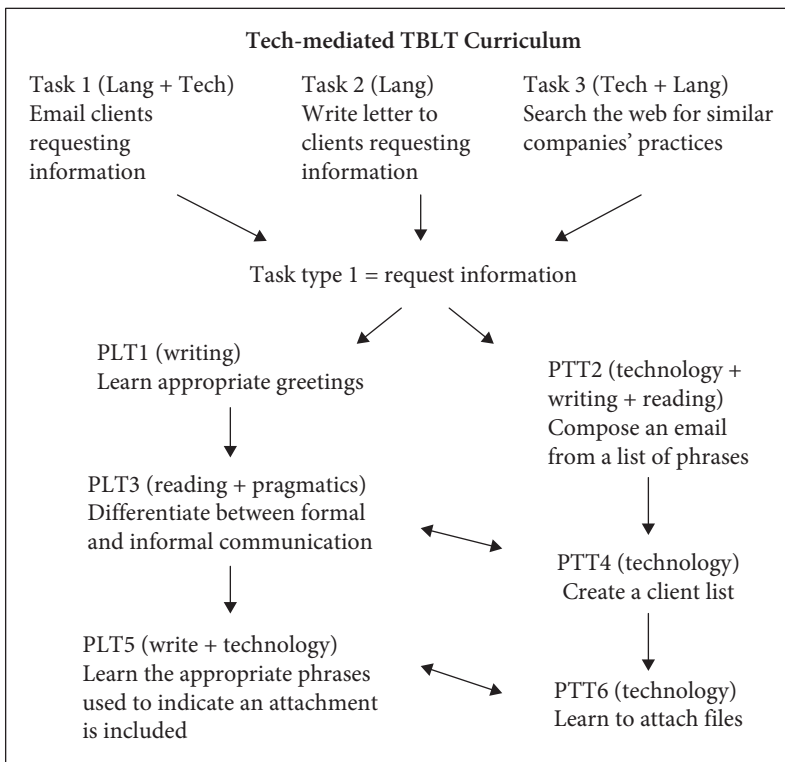 Tech-mediated TBLT Curriculum
Task 1 (Lang + Tech)
Email clients
requesting
information
Task 2 (Lang)
Write letter to
clients requesting
information
Task 3 (Tech + Lang)
Search the web for similar
companies’ practices
Task type 1 = request information
PLT1 (writing)
Learn appropriate greetings
PTT2 (technology +
writing + reading)
Compose an email
from a list of phrases
PLT3 (reading + pragmatics)
Differentiate between formal
and informal communication
PTT4 (technology)
Create a client list
PLT5 (write + technology)
Learn the appropriate phrases
used to indicate an attachment
is included
PTT6 (technology)
Learn to attach files